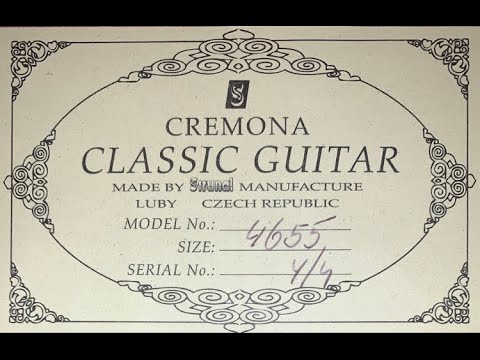 S
CREMONA
CLASSIC GUITAR
MADE BY Strunal MANUFACTURE
LUBY CZECH REPUBLIC
MODEL No.: 4655
SIZE: 4/4
SERIAL No.: